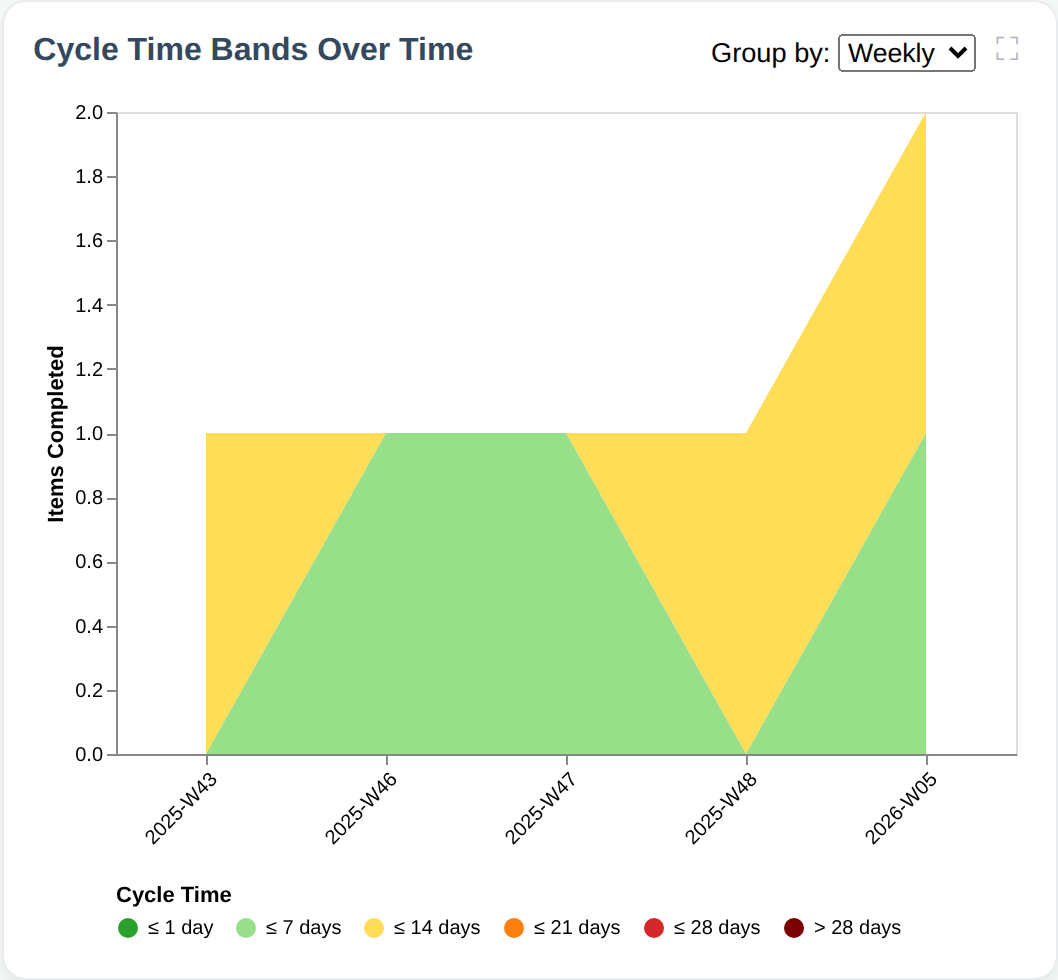 Cycle Time Bands Over Time
Group by: Weekly
2.0
1.8
1.6
1.4
1.2
1.0
0.8
0.6
0.4
0.2
0.0
Items Completed
2025-W43
2025-W46
2025-W47
2025-W48
2026-W05
Cycle Time
≤ 1 day ≤ 7 days ≤ 14 days ≤ 21 days ≤ 28 days > 28 days